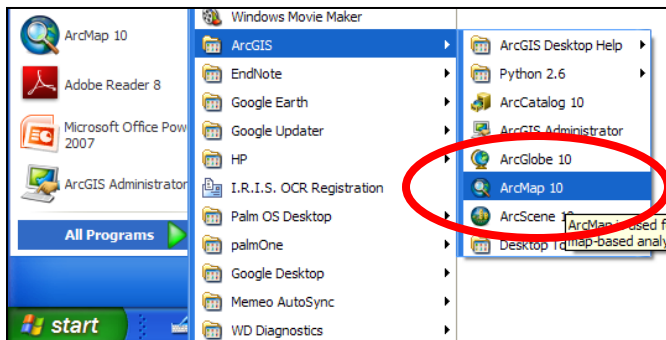 ArcMap 10
Adobe Reader 8
Microsoft Office Pow
2007
ArcGIS Administrator
All Programs
start
Windows Movie Maker
ArcGIS
EndNote
Google Earth
Google Updater
HP
I.R.I.S. OCR Registration
Palm OS Desktop
palmOne
Google Desktop
Memeo AutoSync
WD Diagnostics
ArcGIS Desktop Help
Python 2.6
ArcCatalog 10
ArcGIS Administrator
ArcGlobe 10
ArcMap 10
ArcScene
Desktop
ArcMap is used f
map-based analy